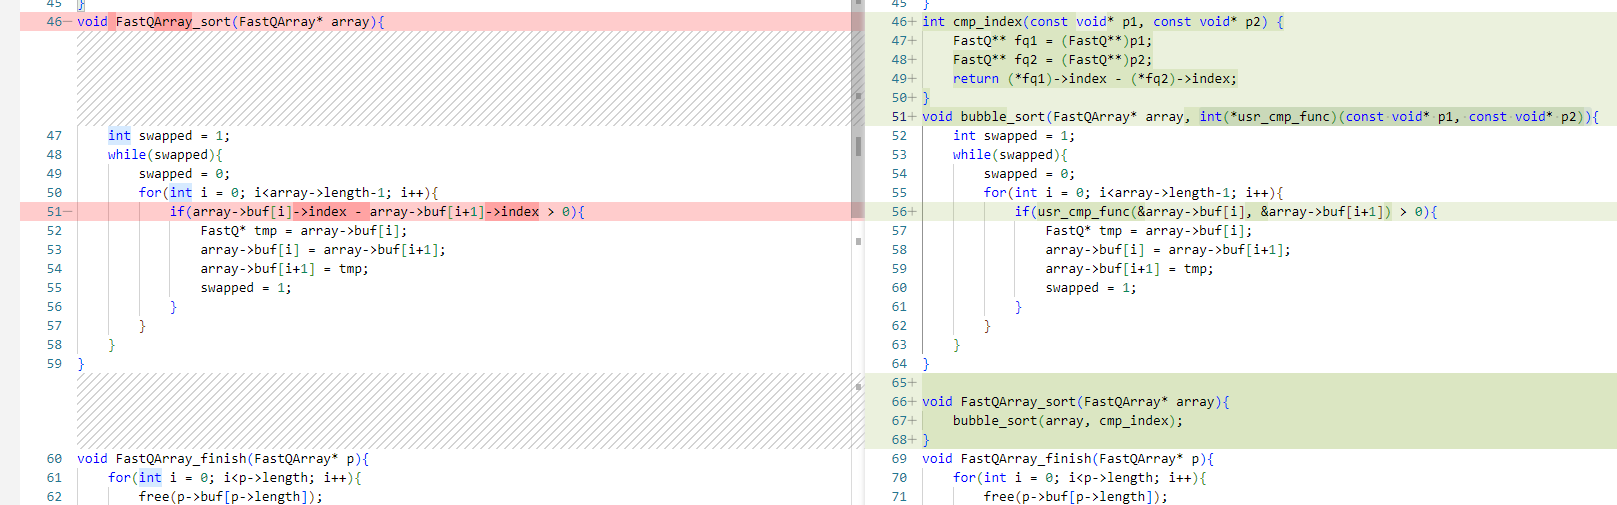 45 }
46— void FastQArray_sort(FastQArray* array){
47 int swapped = 1;
48 while(swapped){
49 swapped = 0;
50 for(int i = 0; i<array->length-1; i++){
51— if(array->buf[i]->index - array->buf[i+1]->index > 0){
52 FastQ* tmp = array->buf[i];
53 array->buf[i] = array->buf[i+1];
54 array->buf[i+1] = tmp;
55 swapped = 1;
56 }
57 }
58 }
59 }
60 void FastQArray_finish(FastQArray* p){
61 for(int i = 0; i<p->length; i++){
62 free(p->buf[p->length]);
45 }
46+ int cmp_index(const void* p1, const void* p2) {
47+ FastQ** fq1 = (FastQ**)p1;
48+ FastQ** fq2 = (FastQ**)p2;
49+ return (*fq1)->index - (*fq2)->index;
50+ }
51+ void bubble_sort(FastQArray* array, int(*usr_cmp_func)(const void* p1, const void* p2)){
52 int swapped = 1;
53 while(swapped){
54 swapped = 0;
55 for(int i = 0; i<array->length-1; i++){
56+ if(usr_cmp_func(&array->buf[i], &array->buf[i+1]) > 0){
57 FastQ* tmp = array->buf[i];
58 array->buf[i] = array->buf[i+1];
59 array->buf[i+1] = tmp;
60 swapped = 1;
61 }
62 }
63 }
64 }
65+
66+ void FastQArray_sort(FastQArray* array){
67+ bubble_sort(array, cmp_index);
68+ }
69 void FastQArray_finish(FastQArray* p){
70 for(int i = 0; i<p->length; i++){
71 free(p->buf[p->length]);